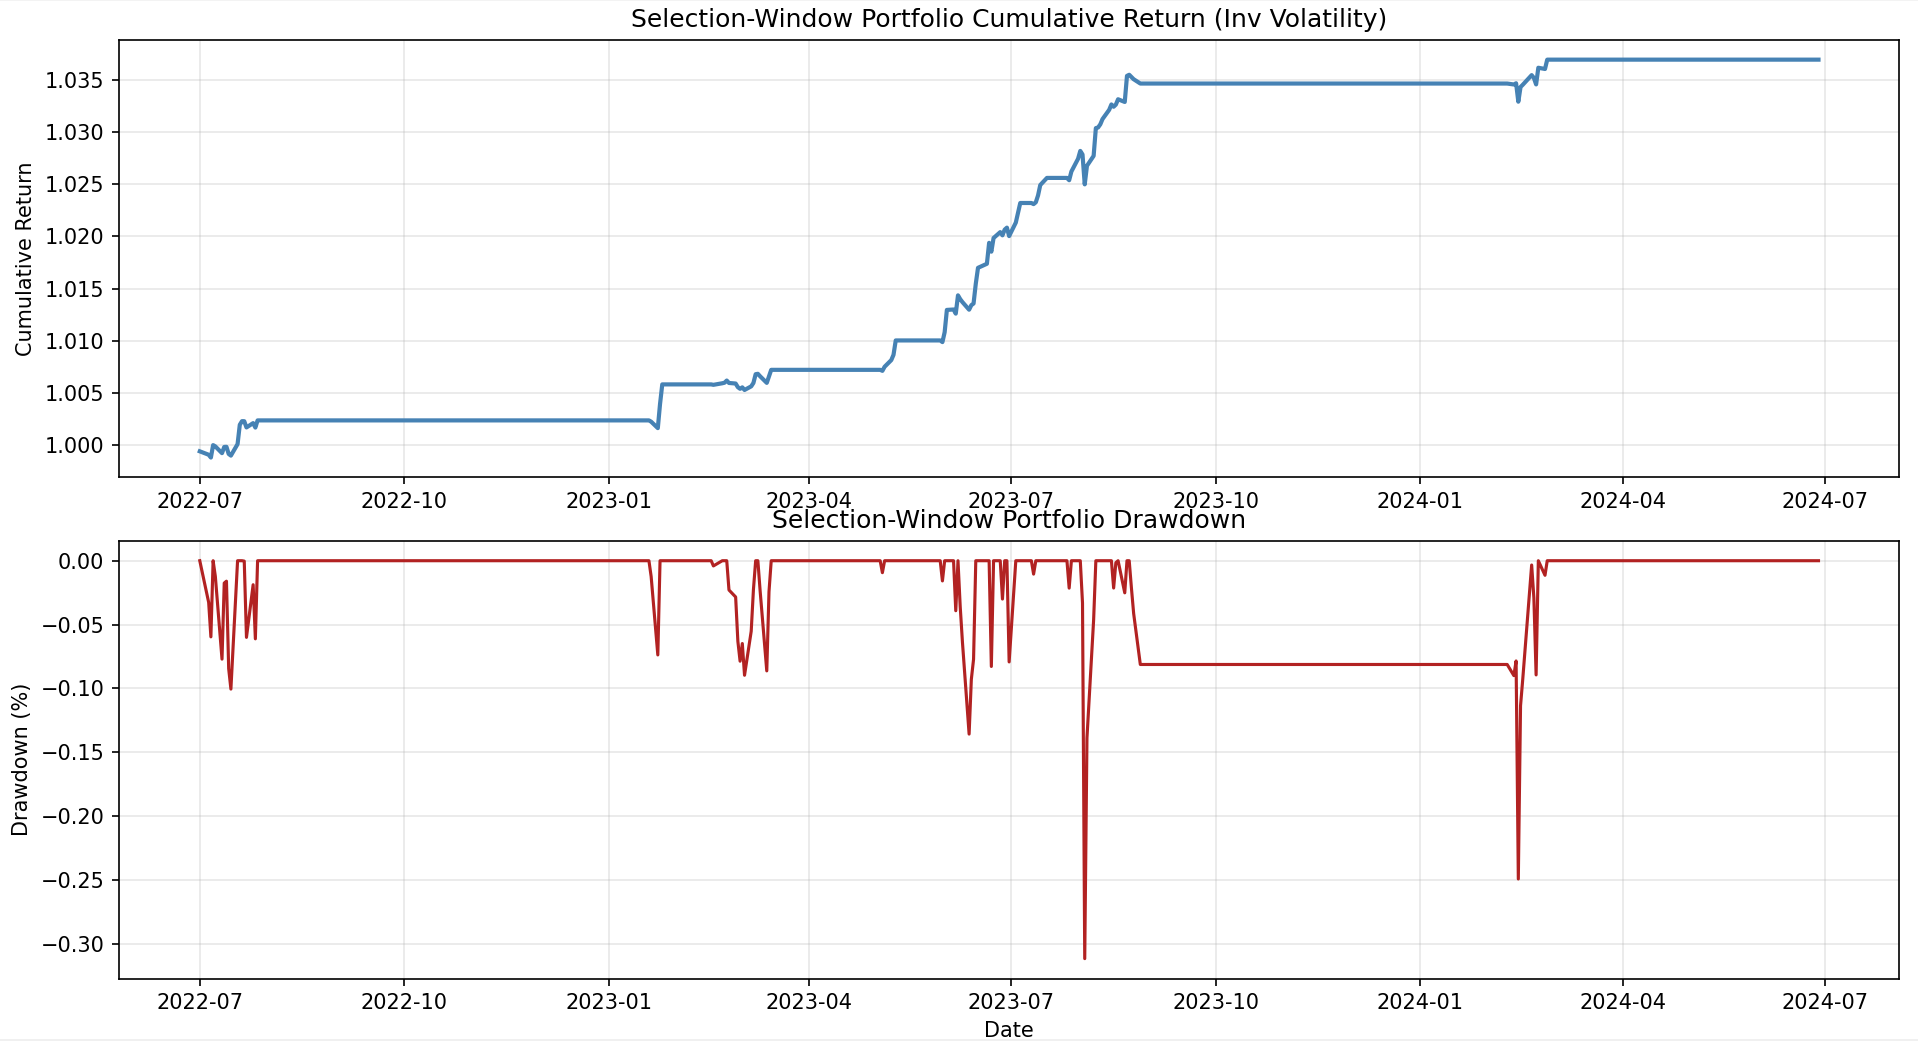 Selection-Window Portfolio Cumulative Return (Inv Volatility)
Cumulative Return
1.035
1.030
1.025
1.020
1.015
1.010
1.005
1.000
2022-07 2022-10 2023-01 2023-04 2023-07 2023-10 2024-01 2024-04 2024-07
Selection-Window Portfolio Drawdown
Drawdown (%)
0.00
−0.05
−0.10
−0.15
−0.20
−0.25
−0.30
2022-07 2022-10 2023-01 2023-04 2023-07 2023-10 2024-01 2024-04 2024-07
Date